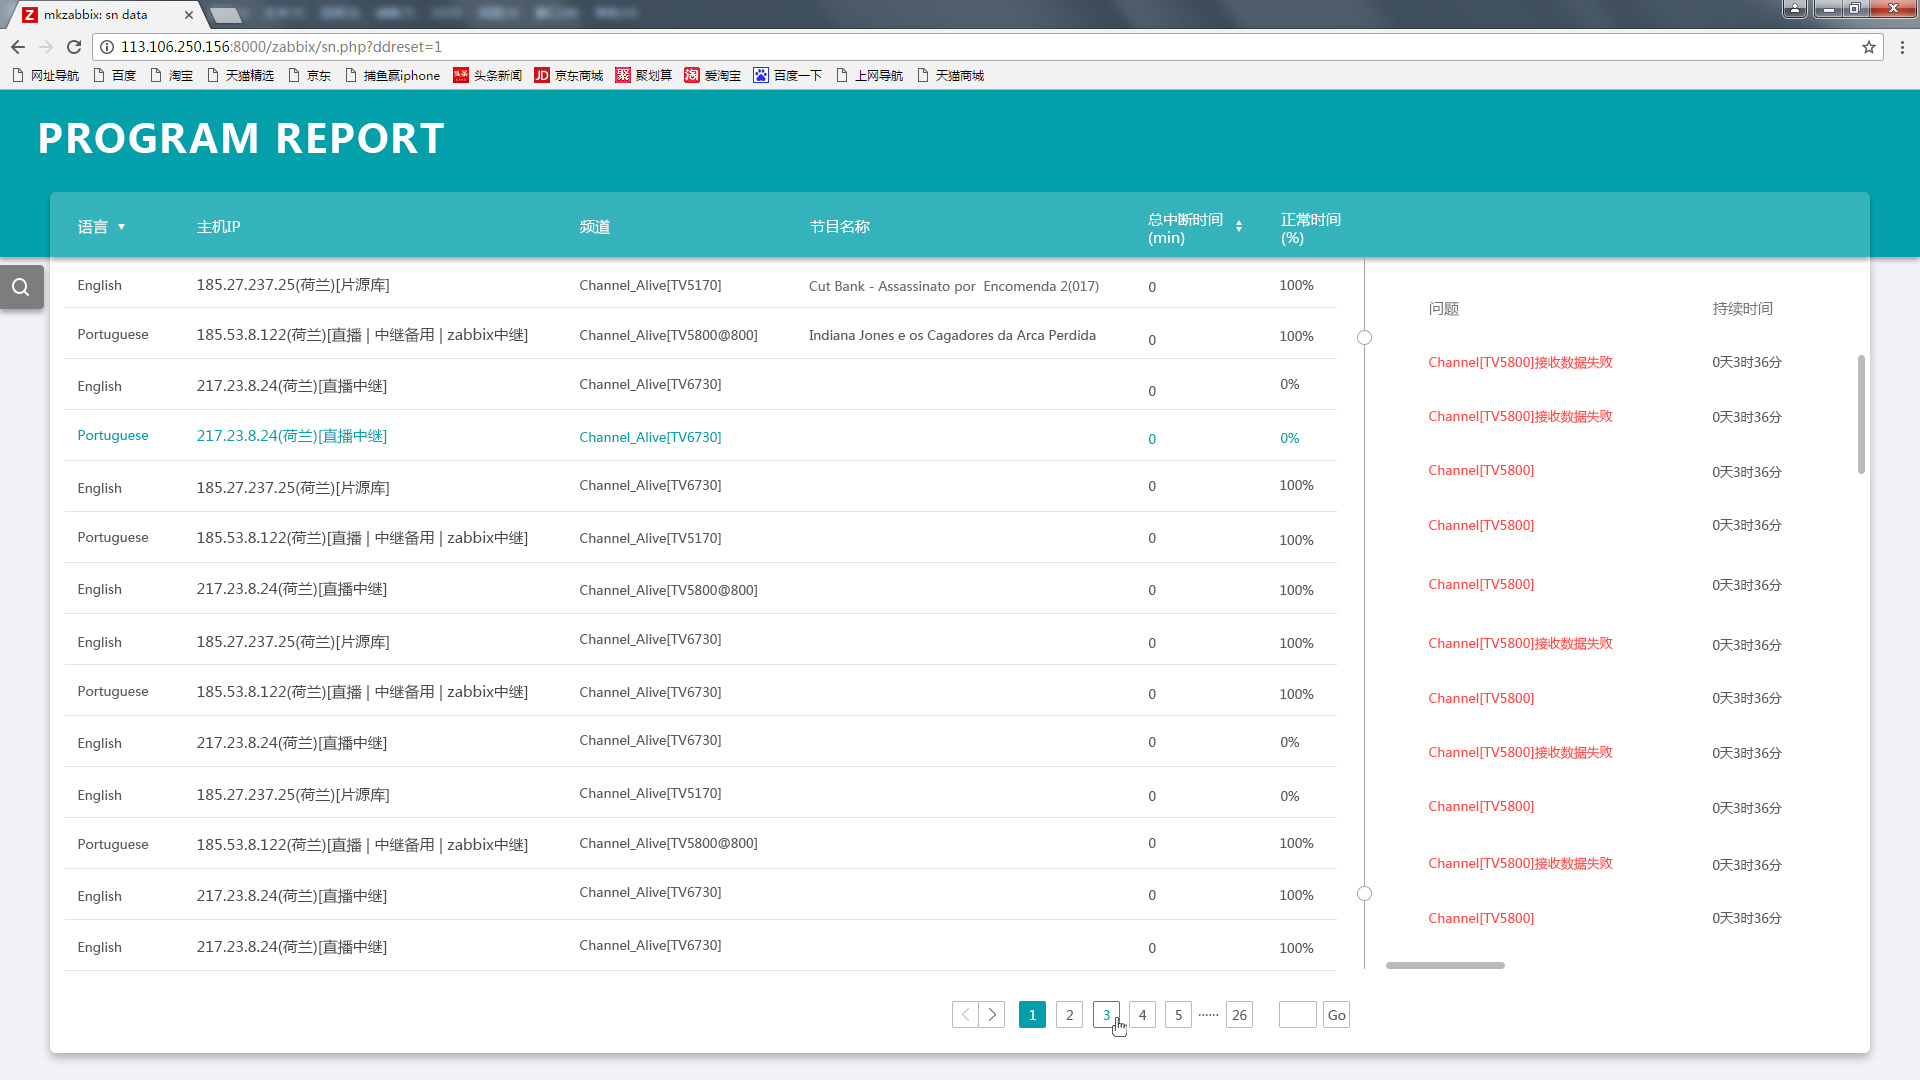 mkzabbix: sn data
113.106.250.156:8000/zabbix/sn.php?ddreset=1
网址导航 百度 淘宝 天猫精选 京东 捕鱼赢iphone 头条新闻 京东商城 聚划算 爱淘宝 百度一下 上网导航 天猫商城
PROGRAM REPORT
语言 主机IP 频道 节目名称 总中断时间 (min) 正常时间 (%)
English 185.27.237.25(荷兰)[片源库] Channel_Alive[TV5170] Cut Bank - Assassinato por Encomenda 2(017) 0 100%
Portuguese 185.53.8.122(荷兰)[直播 | 中继备用 | zabbix中继] Channel_Alive[TV5800@800] Indiana Jones e os Cagadores da Arca Perdida 0 100%
English 217.23.8.24(荷兰)[直播中继] Channel_Alive[TV6730] 0 0%
Portuguese 217.23.8.24(荷兰)[直播中继] Channel_Alive[TV6730] 0 0%
English 185.27.237.25(荷兰)[片源库] Channel_Alive[TV6730] 0 100%
Portuguese 185.53.8.122(荷兰)[直播 | 中继备用 | zabbix中继] Channel_Alive[TV5170] 0 100%
English 217.23.8.24(荷兰)[直播中继] Channel_Alive[TV5800@800] 0 100%
English 185.27.237.25(荷兰)[片源库] Channel_Alive[TV6730] 0 100%
Portuguese 185.53.8.122(荷兰)[直播 | 中继备用 | zabbix中继] Channel_Alive[TV6730] 0 100%
English 217.23.8.24(荷兰)[直播中继] Channel_Alive[TV6730] 0 0%
English 185.27.237.25(荷兰)[片源库] Channel_Alive[TV5170] 0 0%
Portuguese 185.53.8.122(荷兰)[直播 | 中继备用 | zabbix中继] Channel_Alive[TV5800@800] 0 100%
English 217.23.8.24(荷兰)[直播中继] Channel_Alive[TV6730] 0 100%
English 217.23.8.24(荷兰)[直播中继] Channel_Alive[TV6730] 0 100%
问题 持续时间
Channel[TV5800]接收数据失败 0天3时36分
Channel[TV5800]接收数据失败 0天3时36分
Channel[TV5800] 0天3时36分
Channel[TV5800] 0天3时36分
Channel[TV5800] 0天3时36分
Channel[TV5800]接收数据失败 0天3时36分
Channel[TV5800] 0天3时36分
Channel[TV5800]接收数据失败 0天3时36分
Channel[TV5800] 0天3时36分
Channel[TV5800]接收数据失败 0天3时36分
Channel[TV5800] 0天3时36分
1 2 3 4 5 ······ 26 Go